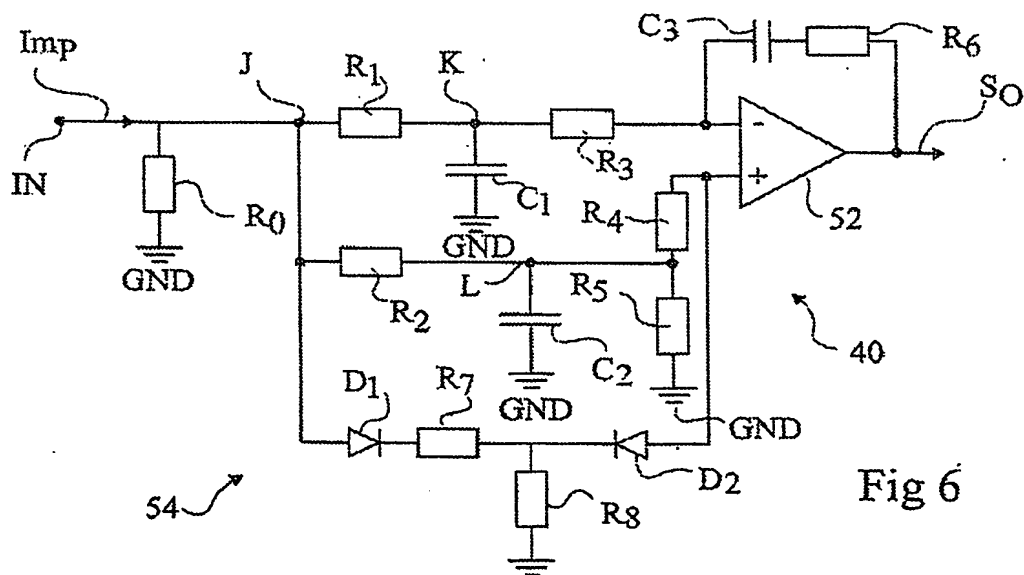 C3
R6
Imp
J
R1
K
SO
IN
R0
GND
C1
GND
R3
-
+
52
R4
L
R2
C2
GND
R5
GND
40
D1
R7
D2
R8
54
Fig 6